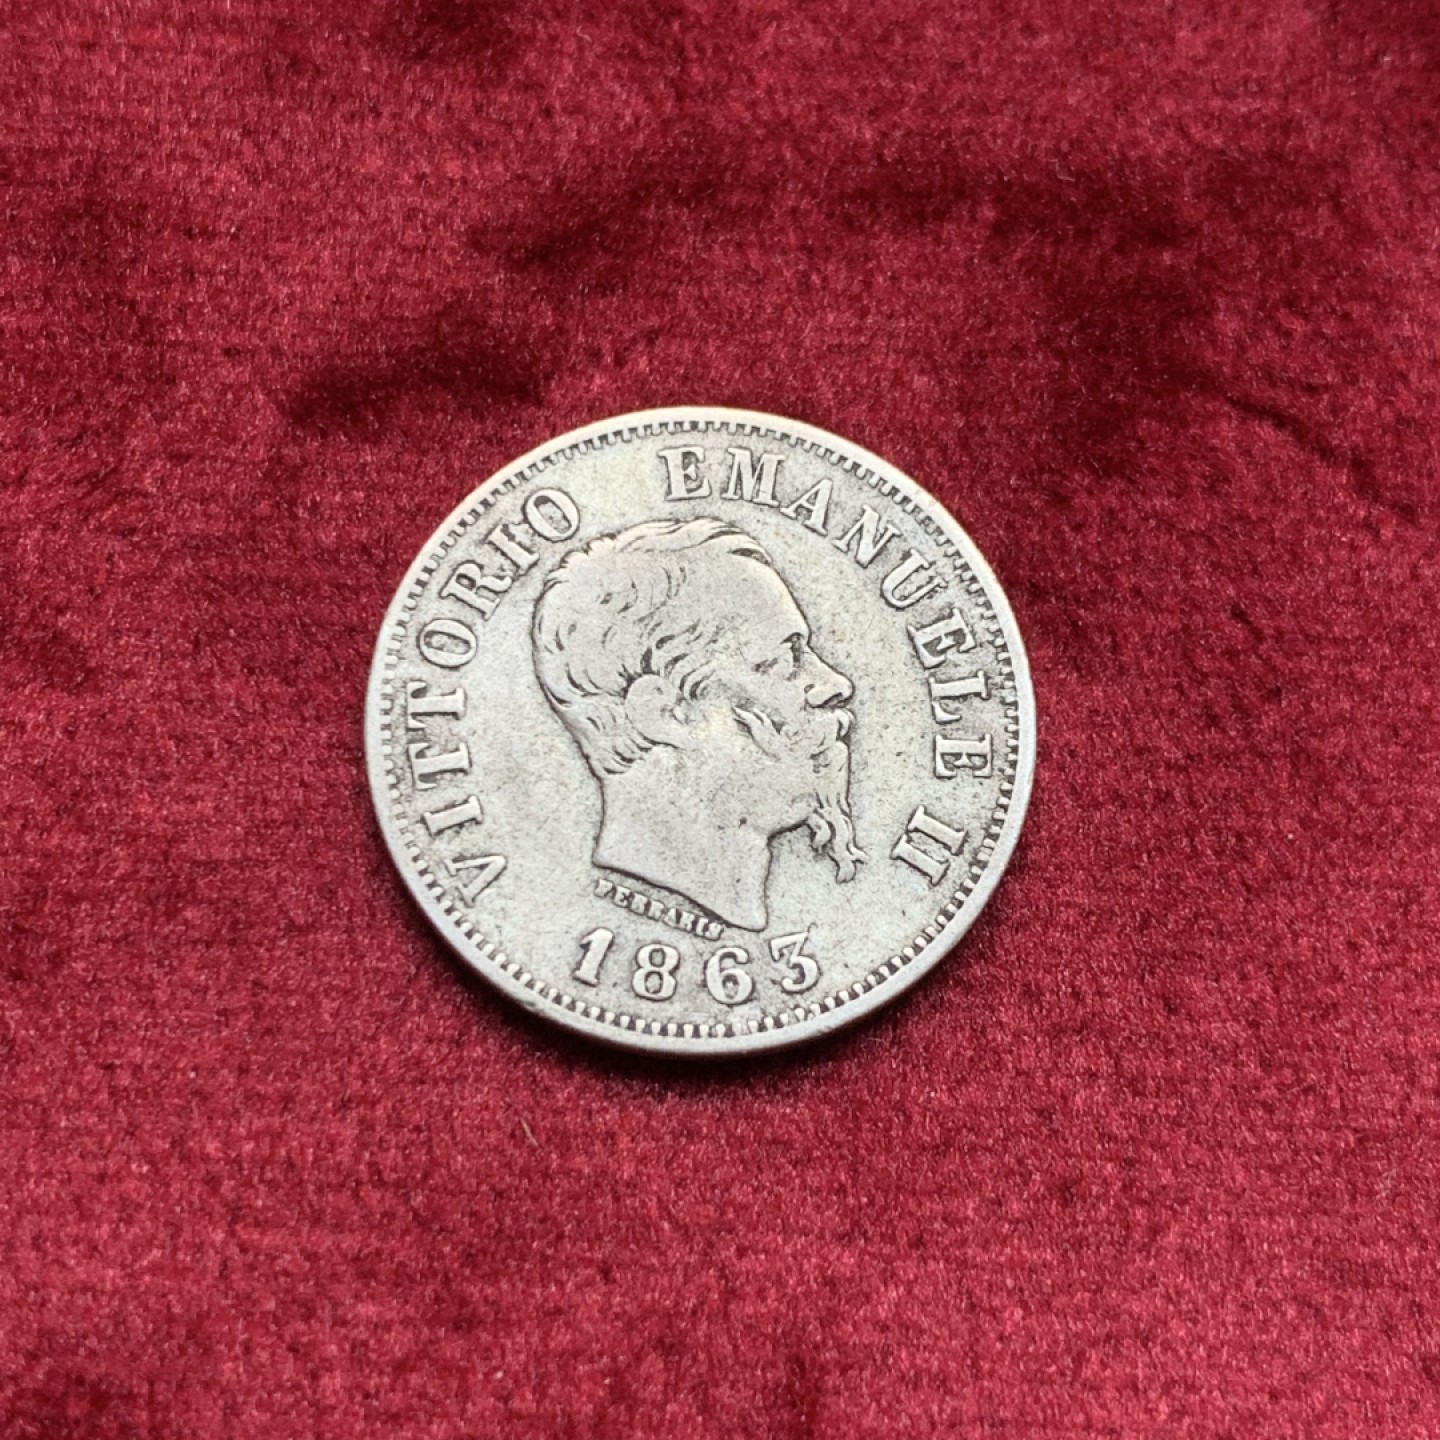 VITTORIO EMANUELE II
FERRARIS
1863